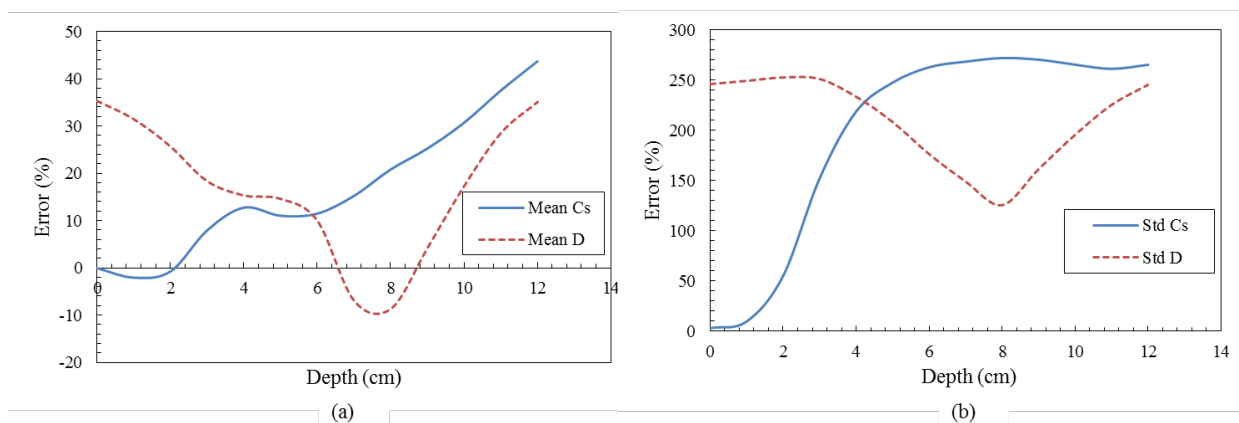 50
40
30
20
10
0
-10
-20
Error (%)
0 2 4 6 8 10 12 14
Depth (cm)
Mean Cs
Mean D
(a)
300
250
200
150
100
50
0
Error (%)
0 2 4 6 8 10 12 14
Depth (cm)
Std Cs
Std D
(b)